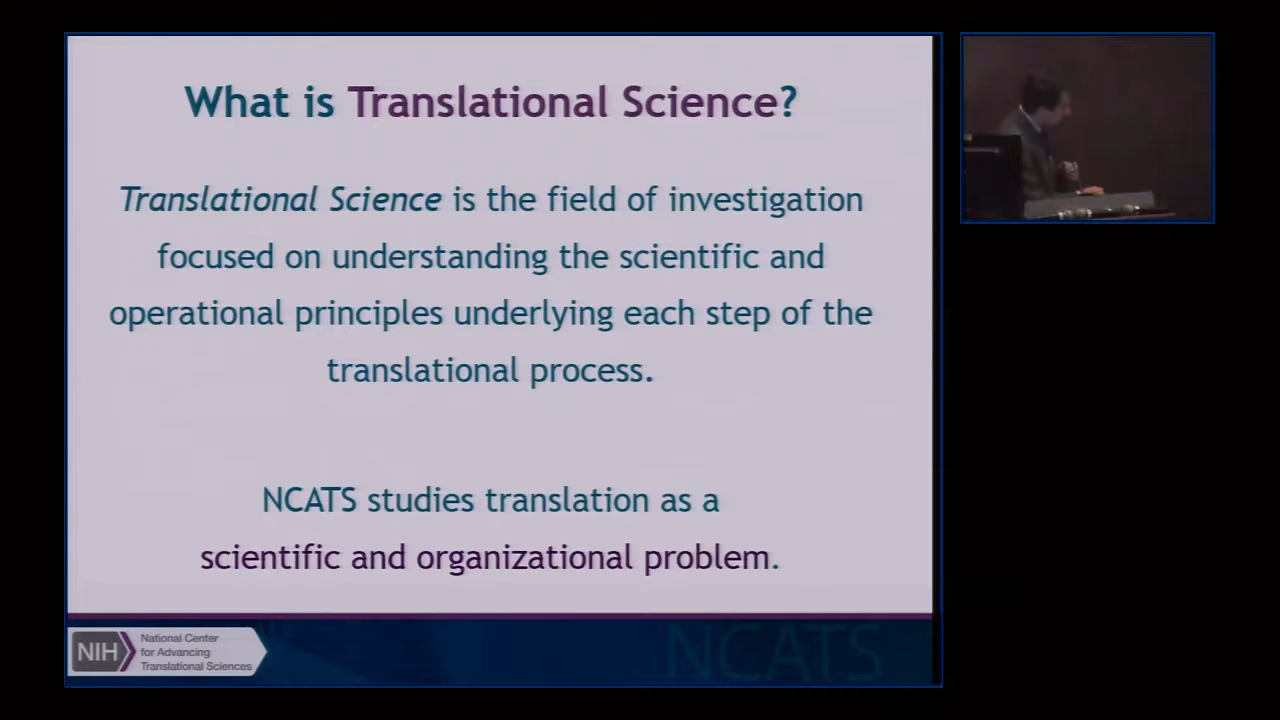 What is Translational Science?
Translational Science is the field of investigation
focused on understanding the scientific and
operational principles underlying each step of the
translational process.
NCATS studies translation as a
scientific and organizational problem.
NIH
National Center
for Advancing
Translational Sciences
NCATS